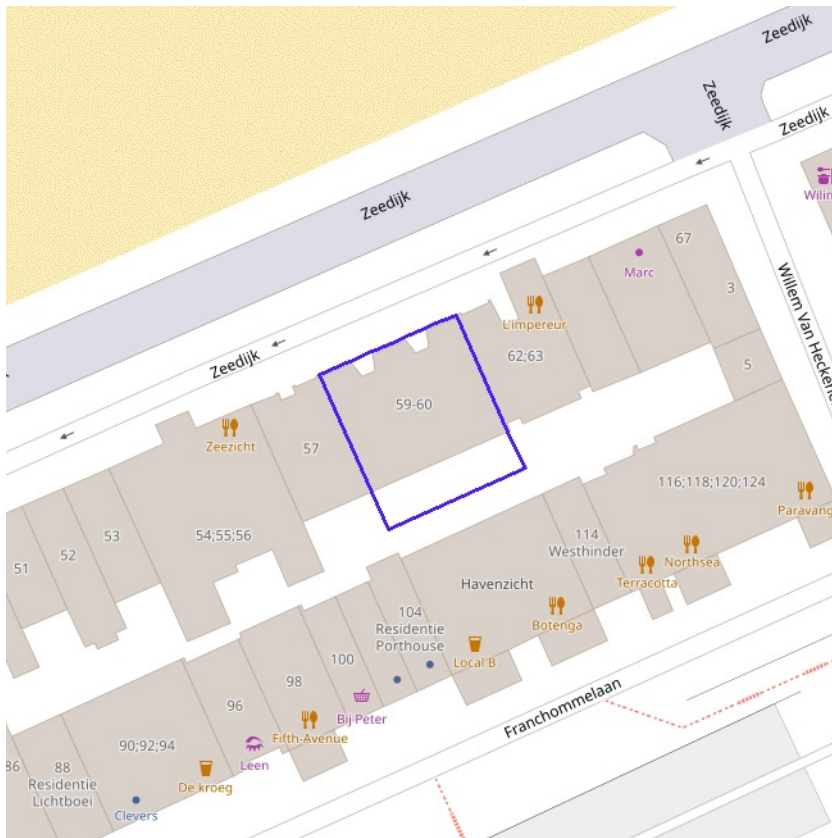 Zeedijk
Zeedijk
Zeedijk
Zeedijk
67
Marc
3
L'impereur
62;63
5
Zeedijk
59-60
Zeezicht
57
54;55;56
53
52
51
116;118;120;124
Paravang
114
Westhinder
Northsea
Terracotta
Havenzicht
Botenga
104
Residentie
Porthouse
Local B
100
98
Bij Peter
96
Fifth-Avenue
Leen
90;92;94
De kroeg
88
Residentie
Lichtboei
86
Clevers
Franchommelaan
Willem Van Hecken